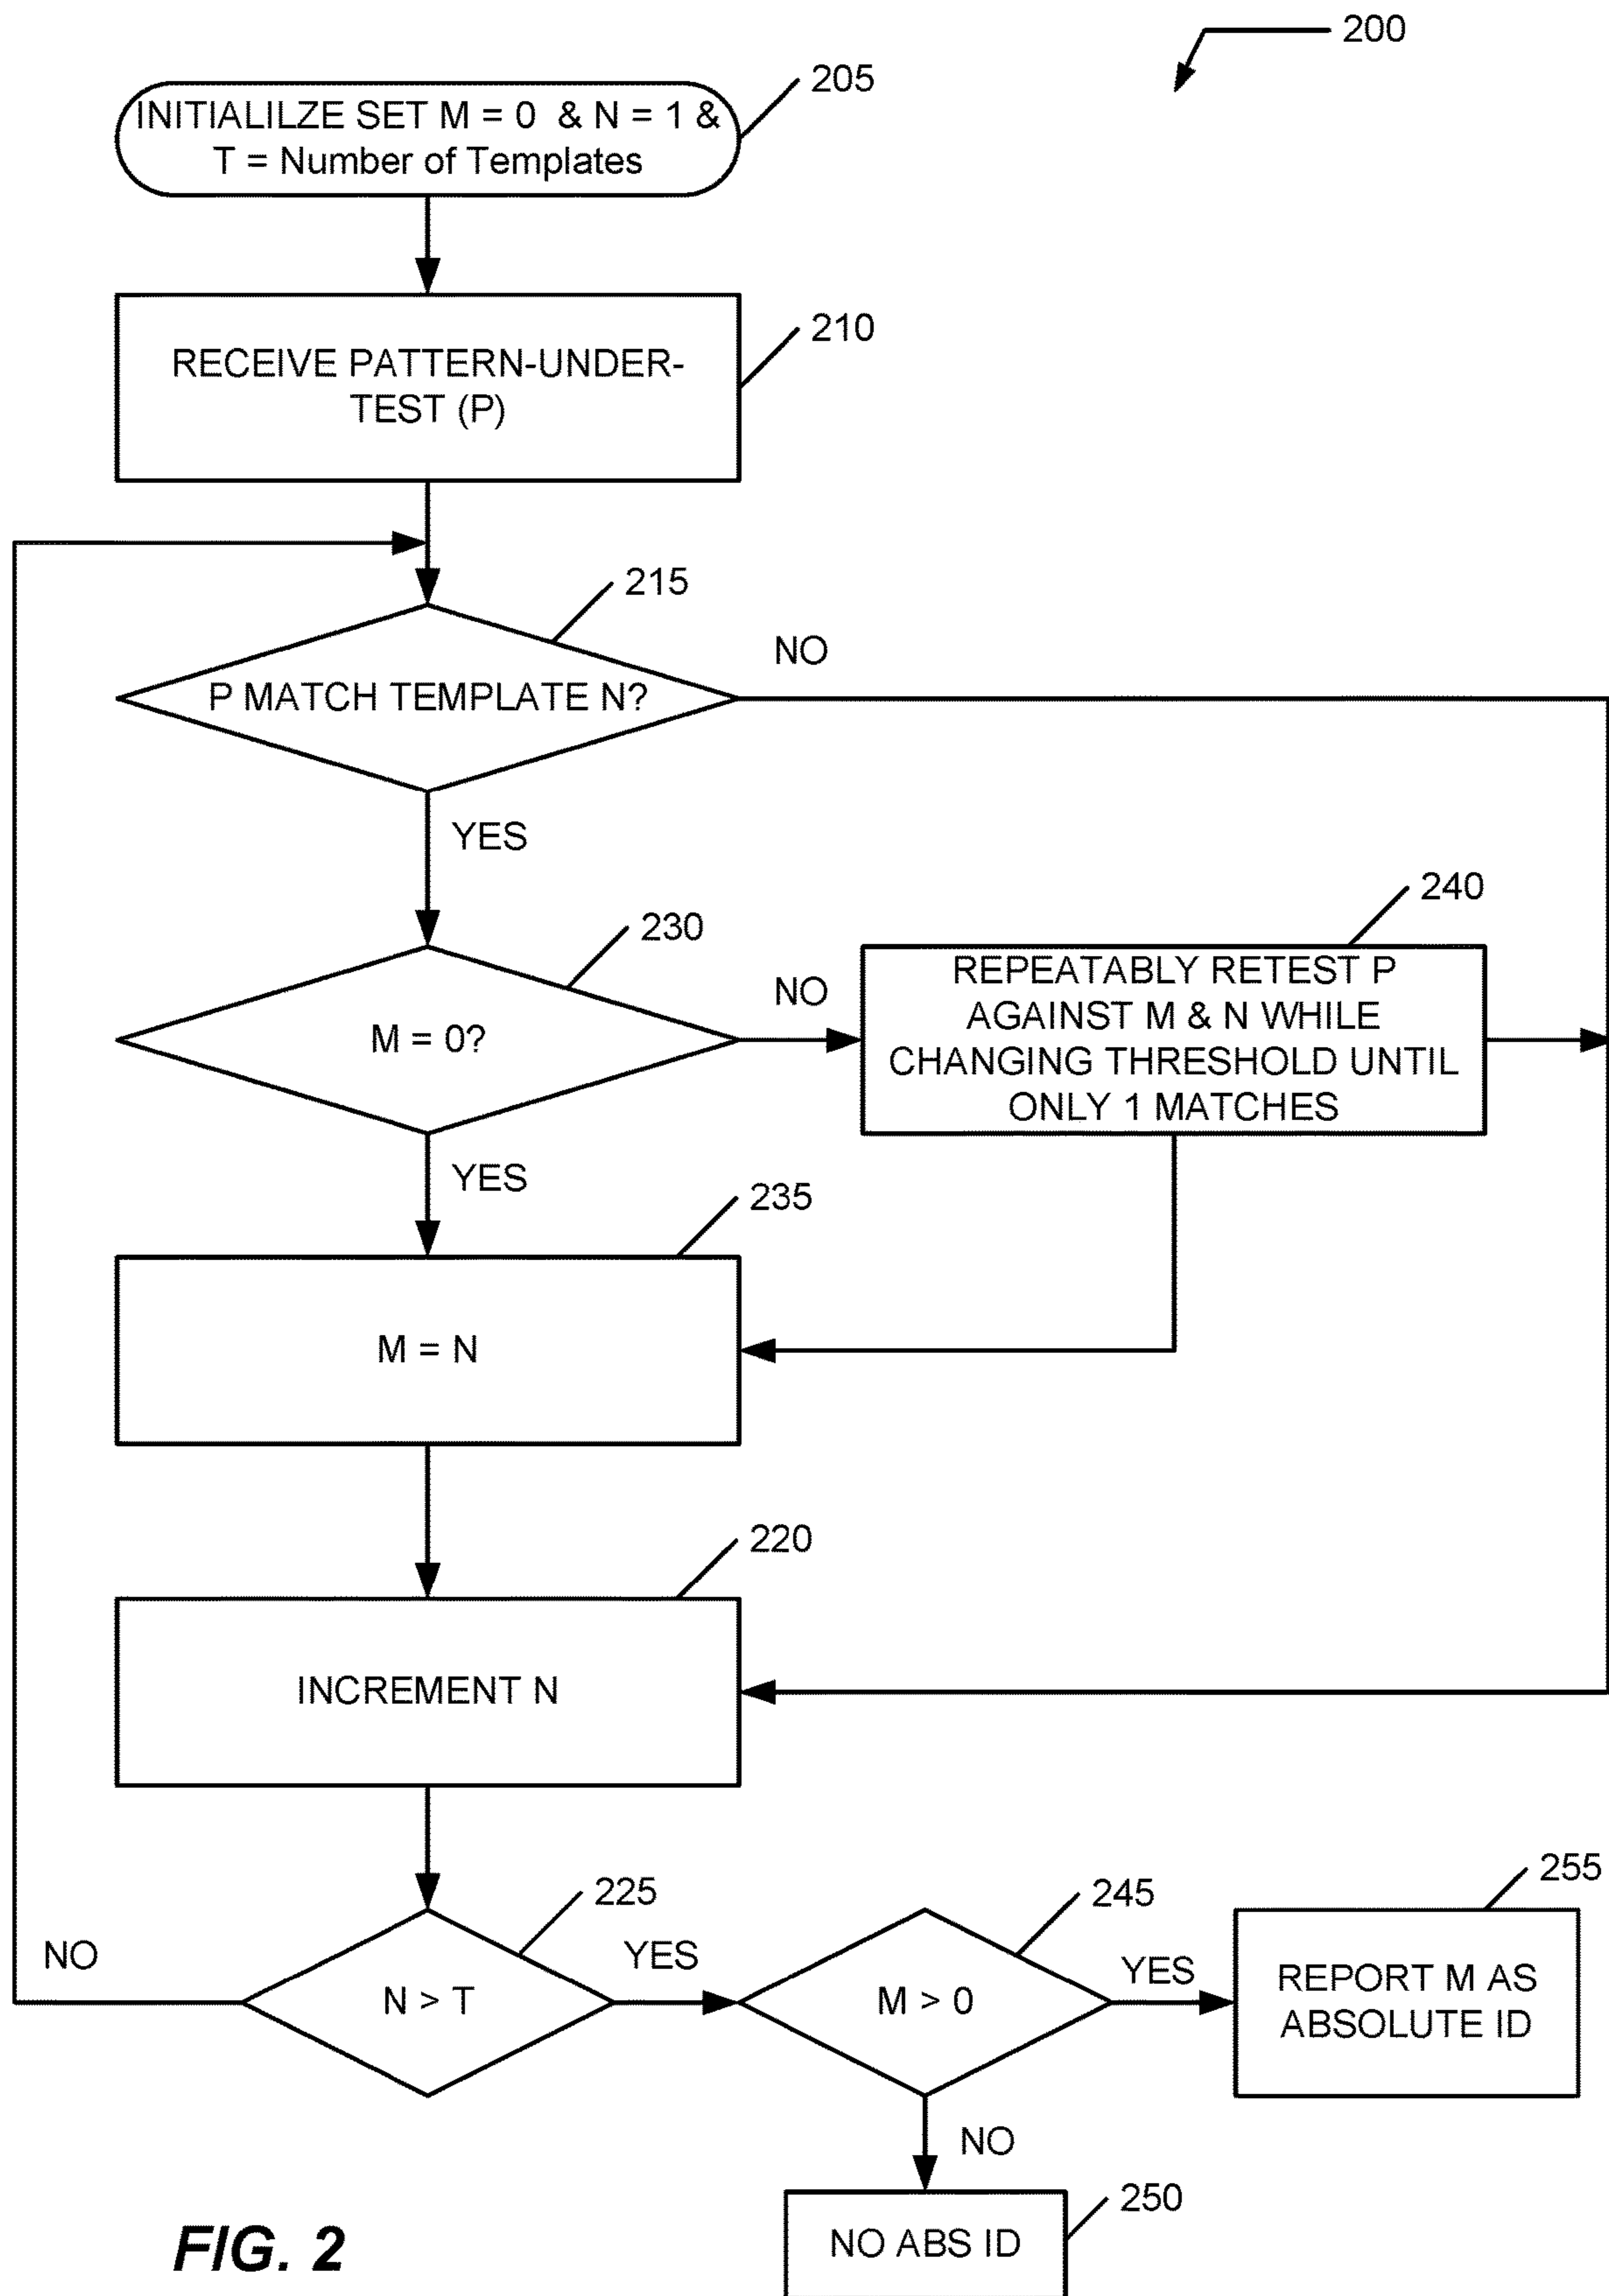 200
205
INITIALILZE SET M = 0 & N = 1 &
T = Number of Templates
210
RECEIVE PATTERN-UNDER-
TEST (P)
215
NO
P MATCH TEMPLATE N?
YES
230
240
NO
M = 0?
REPEATABLY RETEST P
AGAINST M & N WHILE
CHANGING THRESHOLD UNTIL
ONLY 1 MATCHES
YES
235
M = N
220
INCREMENT N
225
245
255
NO
N > T
YES
M > 0
YES
REPORT M AS
ABSOLUTE ID
NO
250
NO ABS ID
FIG. 2